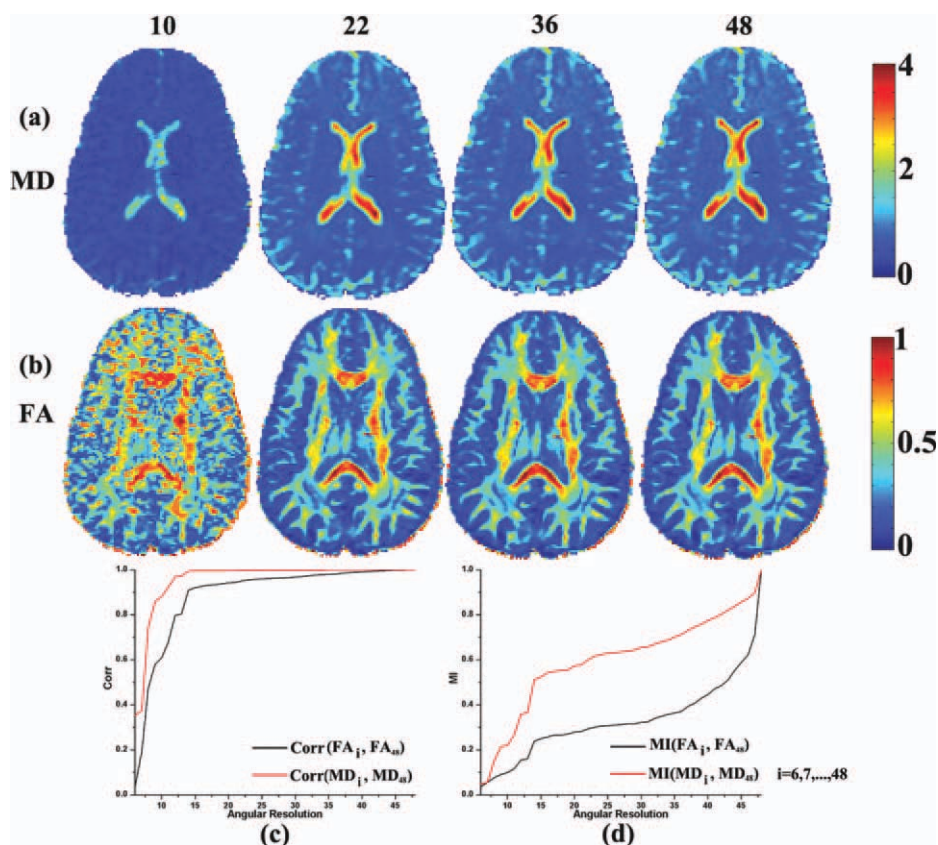 10 22 36 48
(a)
MD
4
2
0
(b)
FA
1
0.5
0
1.0
0.8
0.6
0.4
0.2
0.0
Corr
10 15 20 25 30 35 40 45
Angular Resolution
Corr(FAi, FA48)
Corr(MDi, MD48)
(c)
1.0
0.8
0.6
0.4
0.2
0.0
MI
10 15 20 25 30 35 40 45
Angular Resolution
MI(FAi, FA48)
MI(MDi, MD48) i=6,7,...,48
(d)